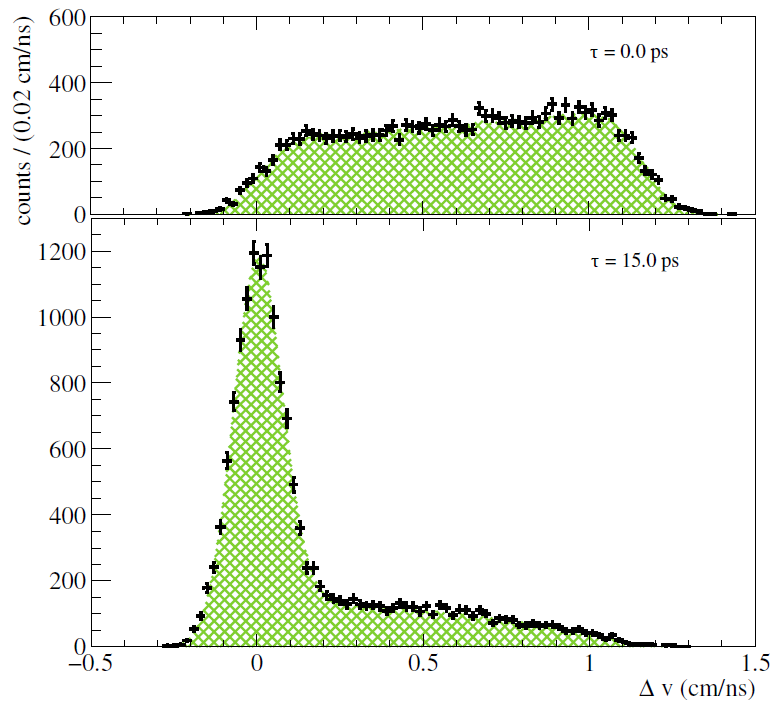 counts / (0.02 cm/ns)
600
400
200
0
τ = 0.0 ps
1200
1000
800
600
400
200
0
τ = 15.0 ps
−0.5 0 0.5 1 1.5
Δ v (cm/ns)